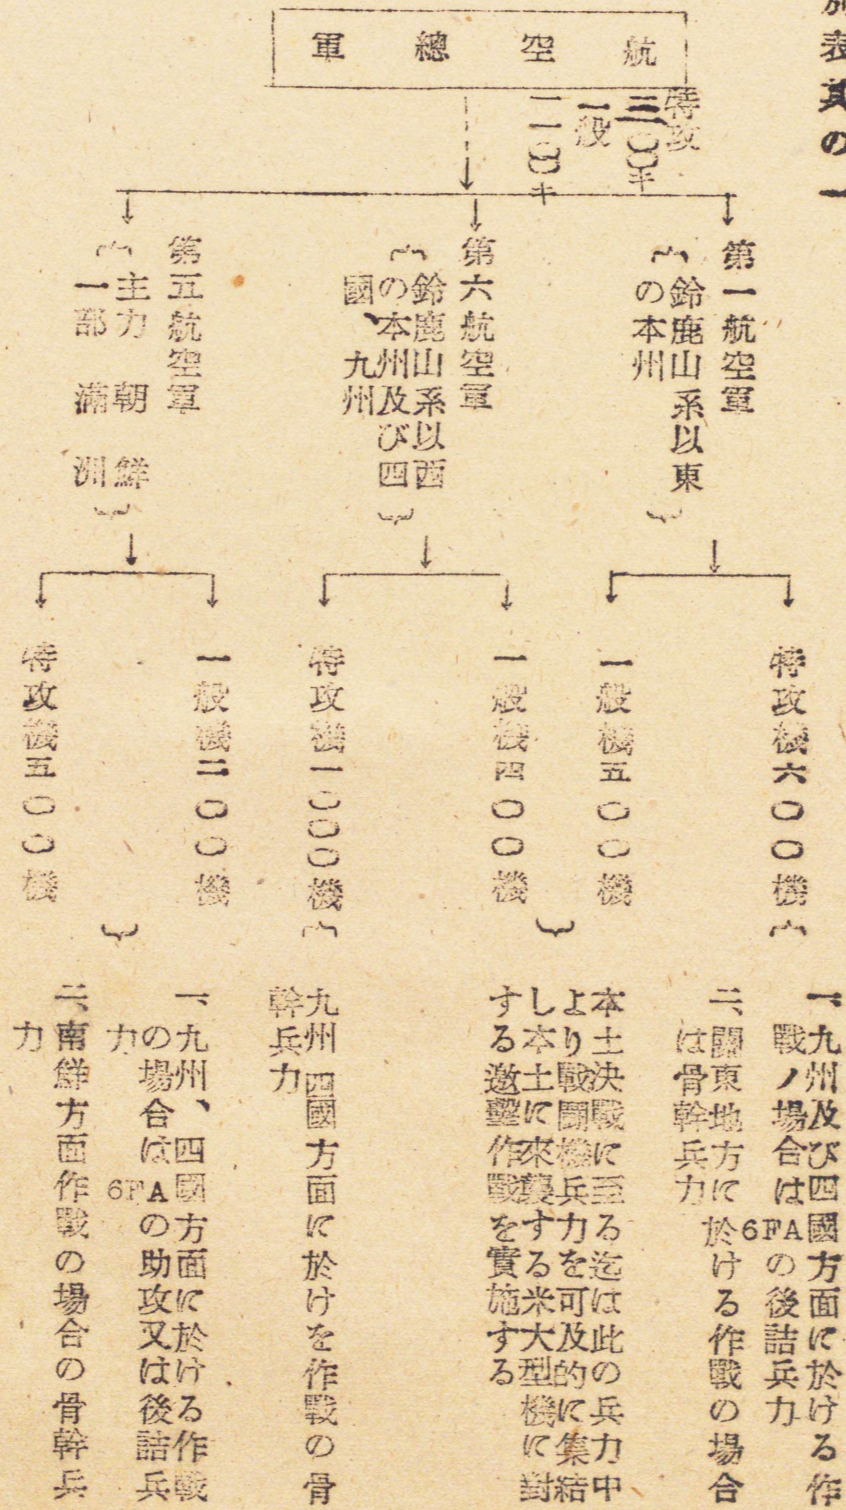 別表其の一
航空總軍
特攻
二一〇〇キ
一般
一一〇〇キ
第一航空軍
鈴鹿山系以東
の本州
第六航空軍
鈴鹿山系以西
の本州及び四
國、九州
第五航空軍
主力 朝鮮
一部 滿洲
特攻機六〇〇機
一般機五〇〇機
一般機四〇〇機
特攻機一〇〇〇機
一般機二〇〇機
特攻機五〇〇機
一、九州及び四國方面に於ける作
戰ノ場合は6FAの後詰兵力
二、關東地方に於ける作戰の場合
は骨幹兵力
本土決戰に至る迄は此の兵力中
より戰鬪機兵力を可及的に集結
し本土に來襲する米大型機に對
する邀擊作戰を實施する
九州 四國方面に於けを作戰の骨
幹兵力
一、九州、四國方面に於ける作戰
の場合は6FAの助攻又は後詰兵
力
二、南鮮方面作戰の場合の骨幹兵
力